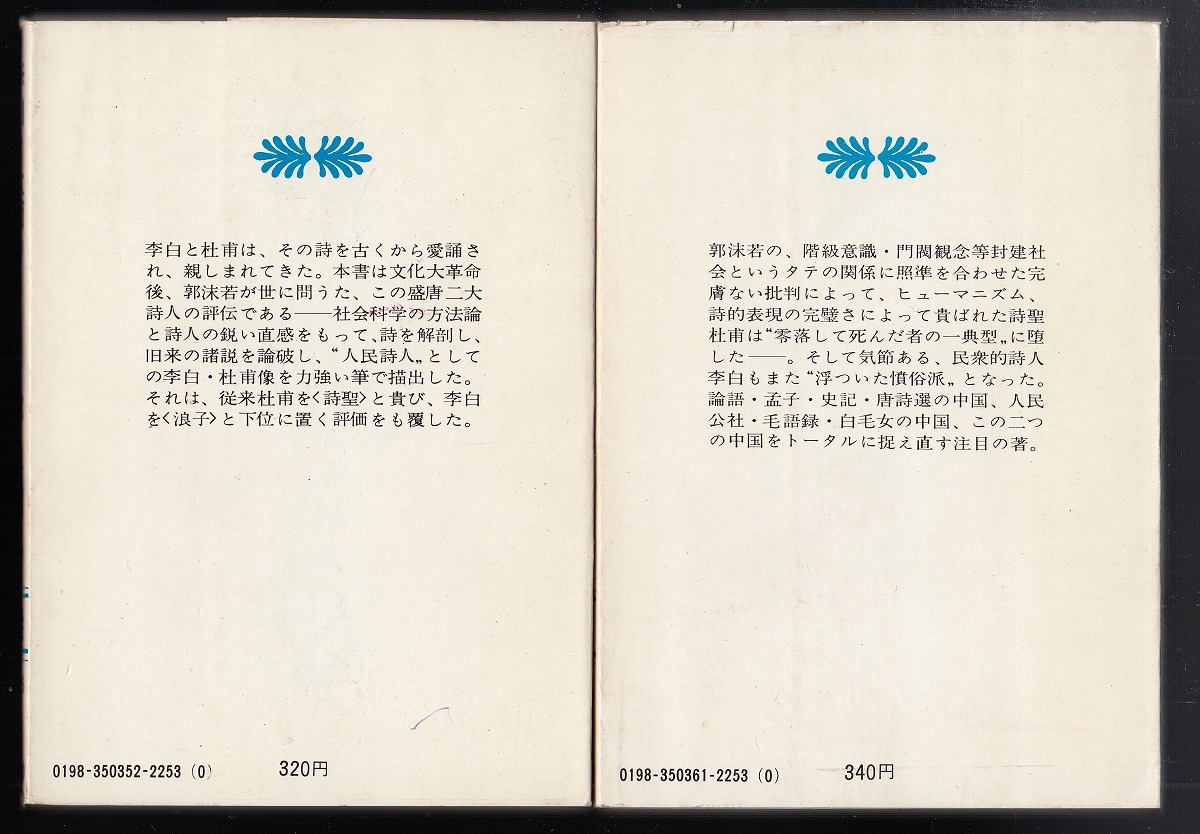 李白と杜甫は、その詩を古くから愛誦さ
れ、親しまれてきた。本書は文化大革命
後、郭沫若が世に問うた、この盛唐二大
詩人の評伝である――社会科学の方法論
と詩人の鋭い直感をもって、詩を解剖し、
旧来の諸説を論破し、“人民詩人„として
の李白・杜甫像を力強い筆で描出した。
それは、従来杜甫を〈詩聖〉と貴び、李白
を〈浪子〉と下位に置く評価をも覆した。
0198-350352-2253 (0)
320円
郭沫若の、階級意識・門閥観念等封建社
会というタテの関係に照準を合わせた完
膚ない批判によって、ヒューマニズム、
詩的表現の完璧さによって貴ばれた詩聖
杜甫は“零落して死んだ者の一典型„に堕
した――。そして気節ある、民衆的詩人
李白もまた“浮ついた憤俗派„となった。
論語・孟子・史記・唐詩選の中国、人民
公社・毛語録・白毛女の中国、この二つ
の中国をトータルに捉え直す注目の著。
0198-350361-2253 (0)
340円